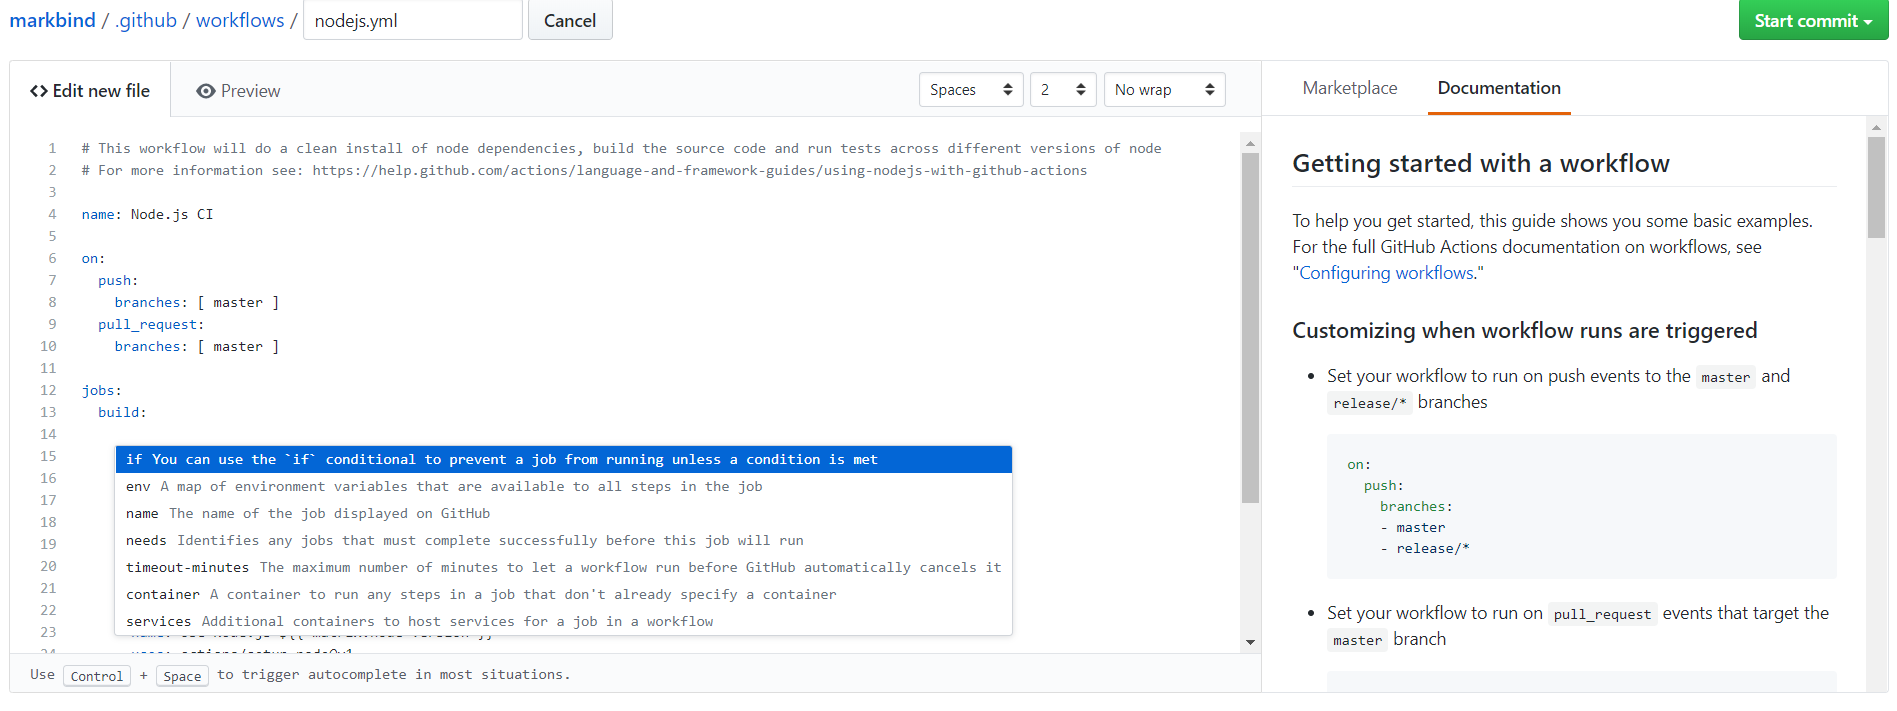 markbind / .github / workflows / nodejs.yml Cancel Start commit
<> Edit new file Preview Spaces 2 No wrap
1 # This workflow will do a clean install of node dependencies, build the source code and run tests across different versions of node
2 # For more information see: https://help.github.com/actions/language-and-framework-guides/using-nodejs-with-github-actions
3
4 name: Node.js CI
5
6 on:
7 push:
8 branches: [ master ]
9 pull_request:
10 branches: [ master ]
11
12 jobs:
13 build:
14
15
16
17
18
19
20
21
22
23
24
if You can use the `if` conditional to prevent a job from running unless a condition is met
env A map of environment variables that are available to all steps in the job
name The name of the job displayed on GitHub
needs Identifies any jobs that must complete successfully before this job will run
timeout-minutes The maximum number of minutes to let a workflow run before GitHub automatically cancels it
container A container to run any steps in a job that don't already specify a container
services Additional containers to host services for a job in a workflow
Use Control + Space to trigger autocomplete in most situations.
Marketplace Documentation
Getting started with a workflow
To help you get started, this guide shows you some basic examples.
For the full GitHub Actions documentation on workflows, see
"Configuring workflows."
Customizing when workflow runs are triggered
• Set your workflow to run on push events to the master and
release/* branches
on:
push:
branches:
- master
- release/*
• Set your workflow to run on pull_request events that target the
master branch